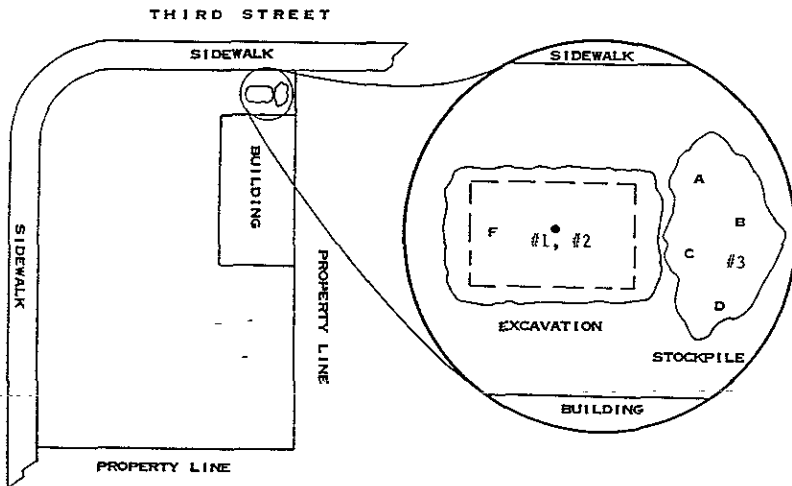 THIRD STREET
SIDEWALK
SIDEWALK
BUILDING
SIDEWALK
PROPERTY LINE
PROPERTY LINE
A
B
C
#3
D
F
#1, #2
EXCAVATION
STOCKPILE
BUILDING